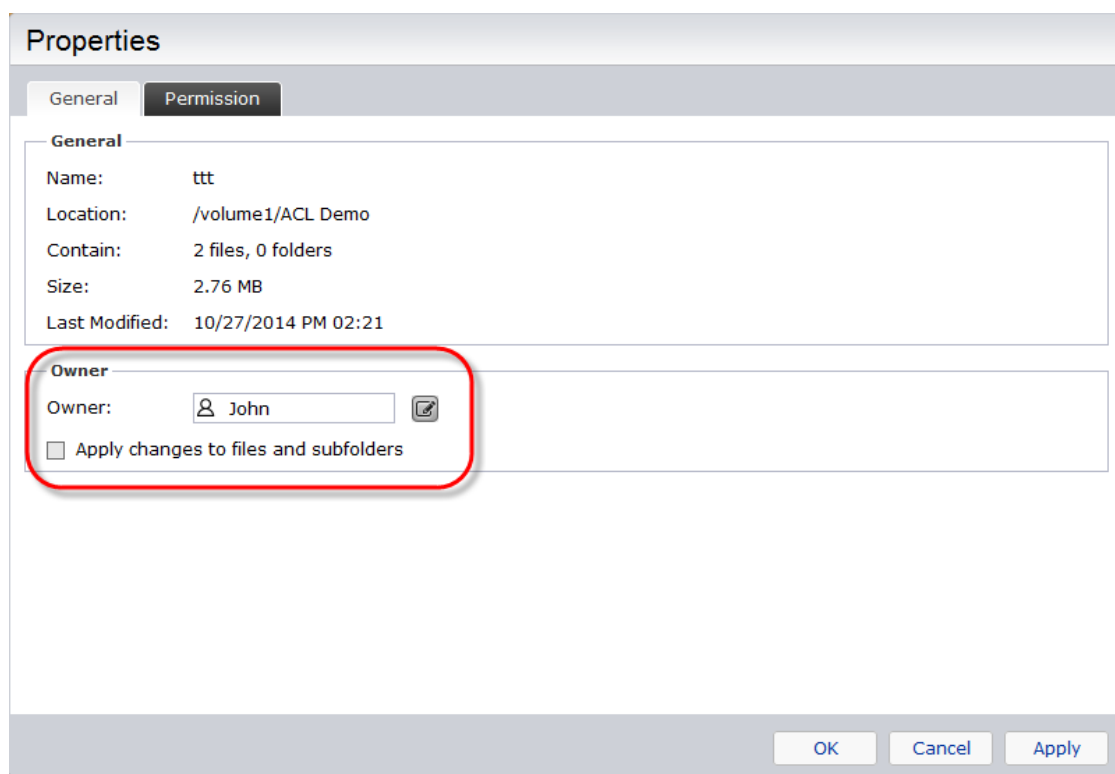 Properties
General Permission
General
Name: ttt
Location: /volume1/ACL Demo
Contain: 2 files, 0 folders
Size: 2.76 MB
Last Modified: 10/27/2014 PM 02:21
Owner
Owner: John
Apply changes to files and subfolders
OK Cancel Apply